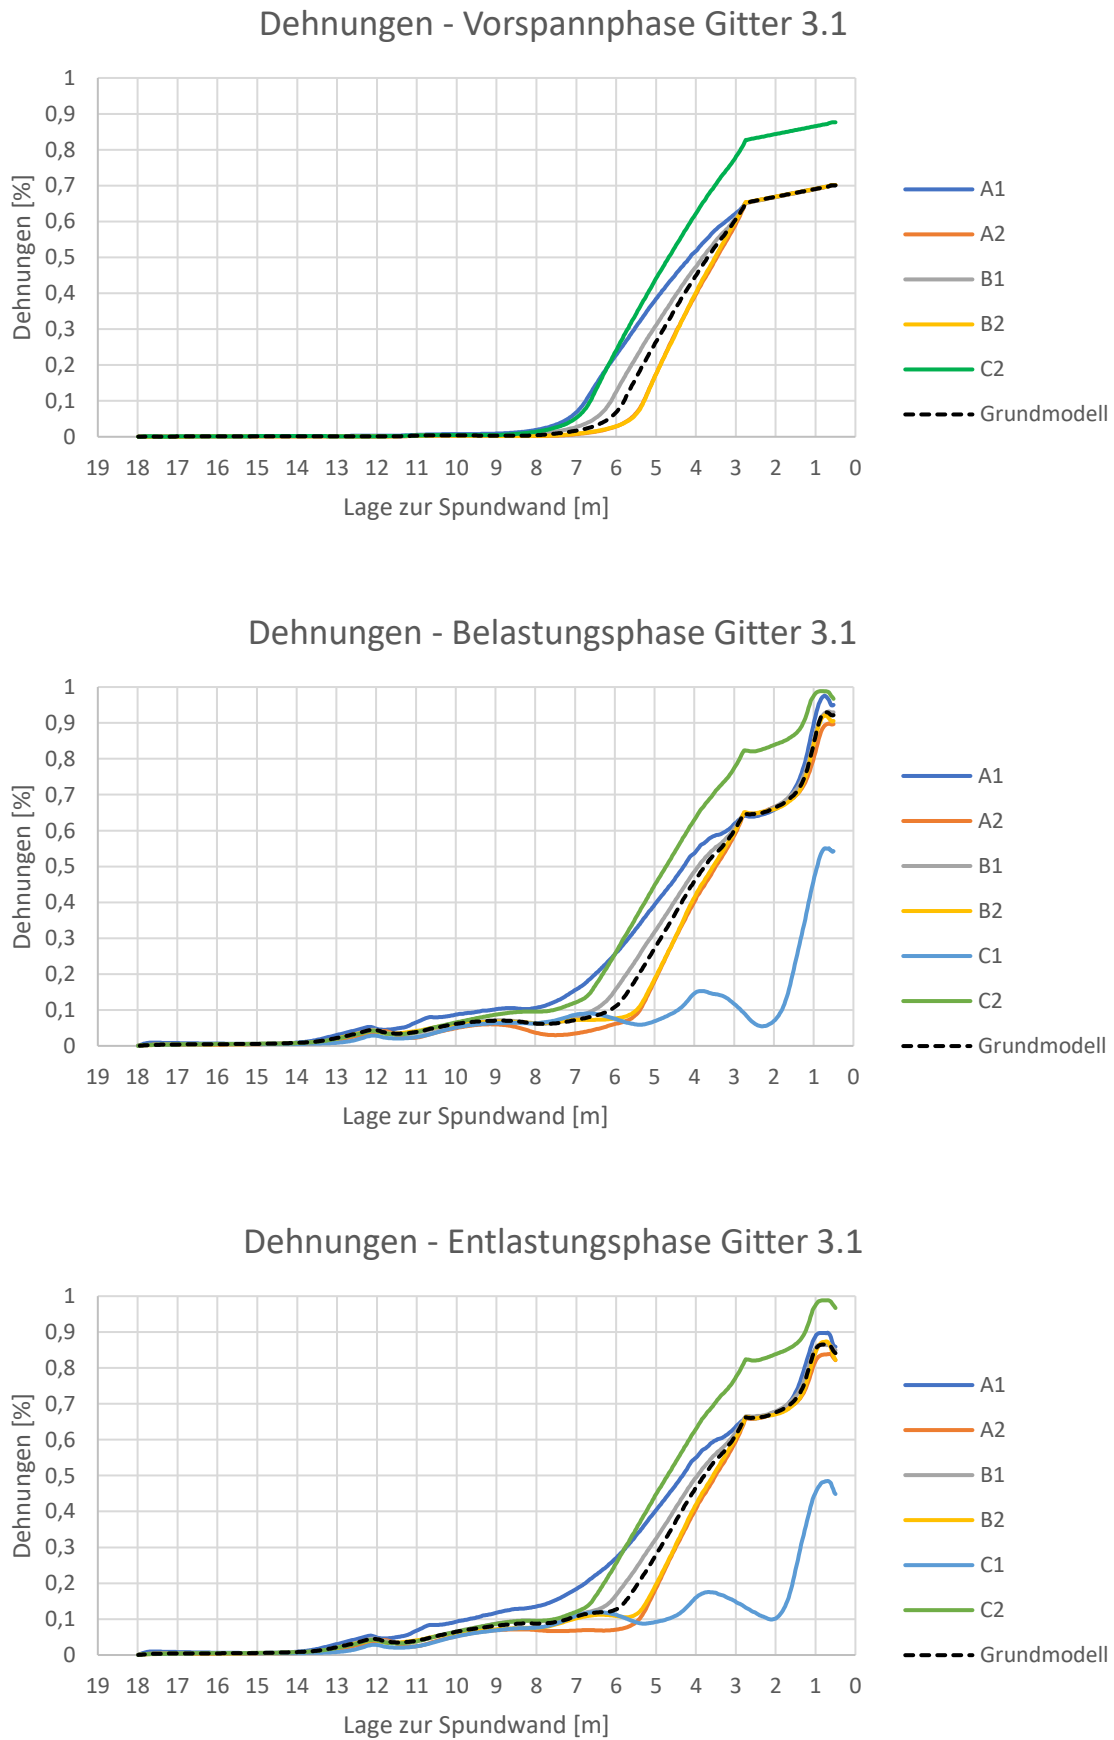 Dehnungen - Vorspannphase Gitter 3.1
1
0,9
0,8
0,7
0,6
0,5
0,4
0,3
0,2
0,1
0
Dehnungen [%]
19 18 17 16 15 14 13 12 11 10 9 8 7 6 5 4 3 2 1 0
Lage zur Spundwand [m]
A1
A2
B1
B2
C2
Grundmodell
Dehnungen - Belastungsphase Gitter 3.1
1
0,9
0,8
0,7
0,6
0,5
0,4
0,3
0,2
0,1
0
Dehnungen [%]
19 18 17 16 15 14 13 12 11 10 9 8 7 6 5 4 3 2 1 0
Lage zur Spundwand [m]
A1
A2
B1
B2
C1
C2
Grundmodell
Dehnungen - Entlastungsphase Gitter 3.1
1
0,9
0,8
0,7
0,6
0,5
0,4
0,3
0,2
0,1
0
Dehnungen [%]
19 18 17 16 15 14 13 12 11 10 9 8 7 6 5 4 3 2 1 0
Lage zur Spundwand [m]
A1
A2
B1
B2
C1
C2
Grundmodell